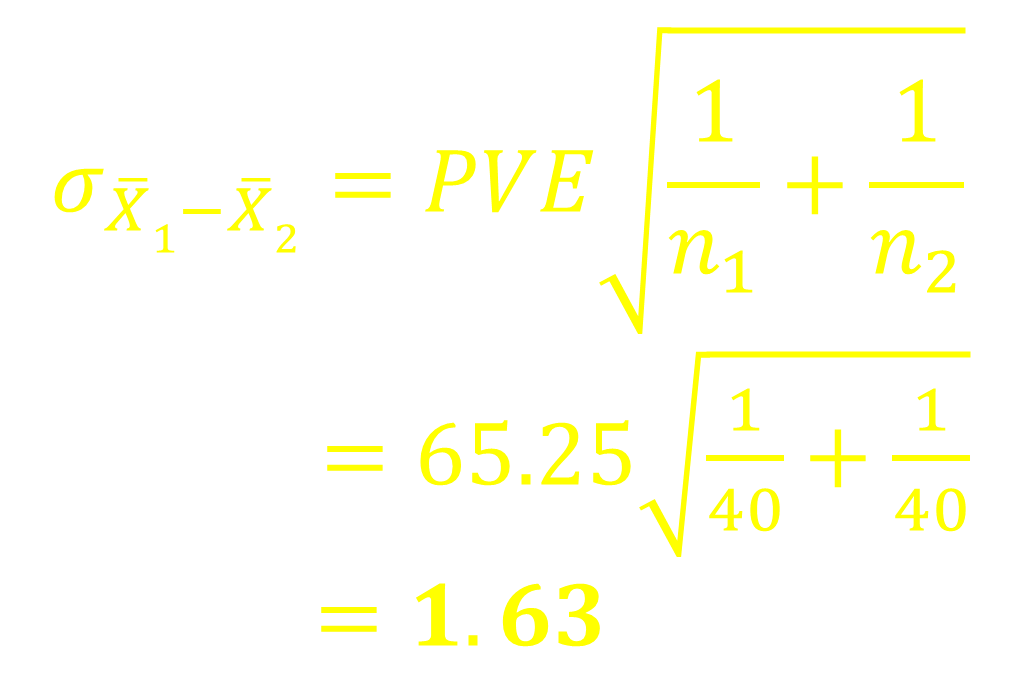 σ_{X̄₁−X̄₂} = PVE √(1/n₁ + 1/n₂)
= 65.25 √(1/40 + 1/40)
= 1.63